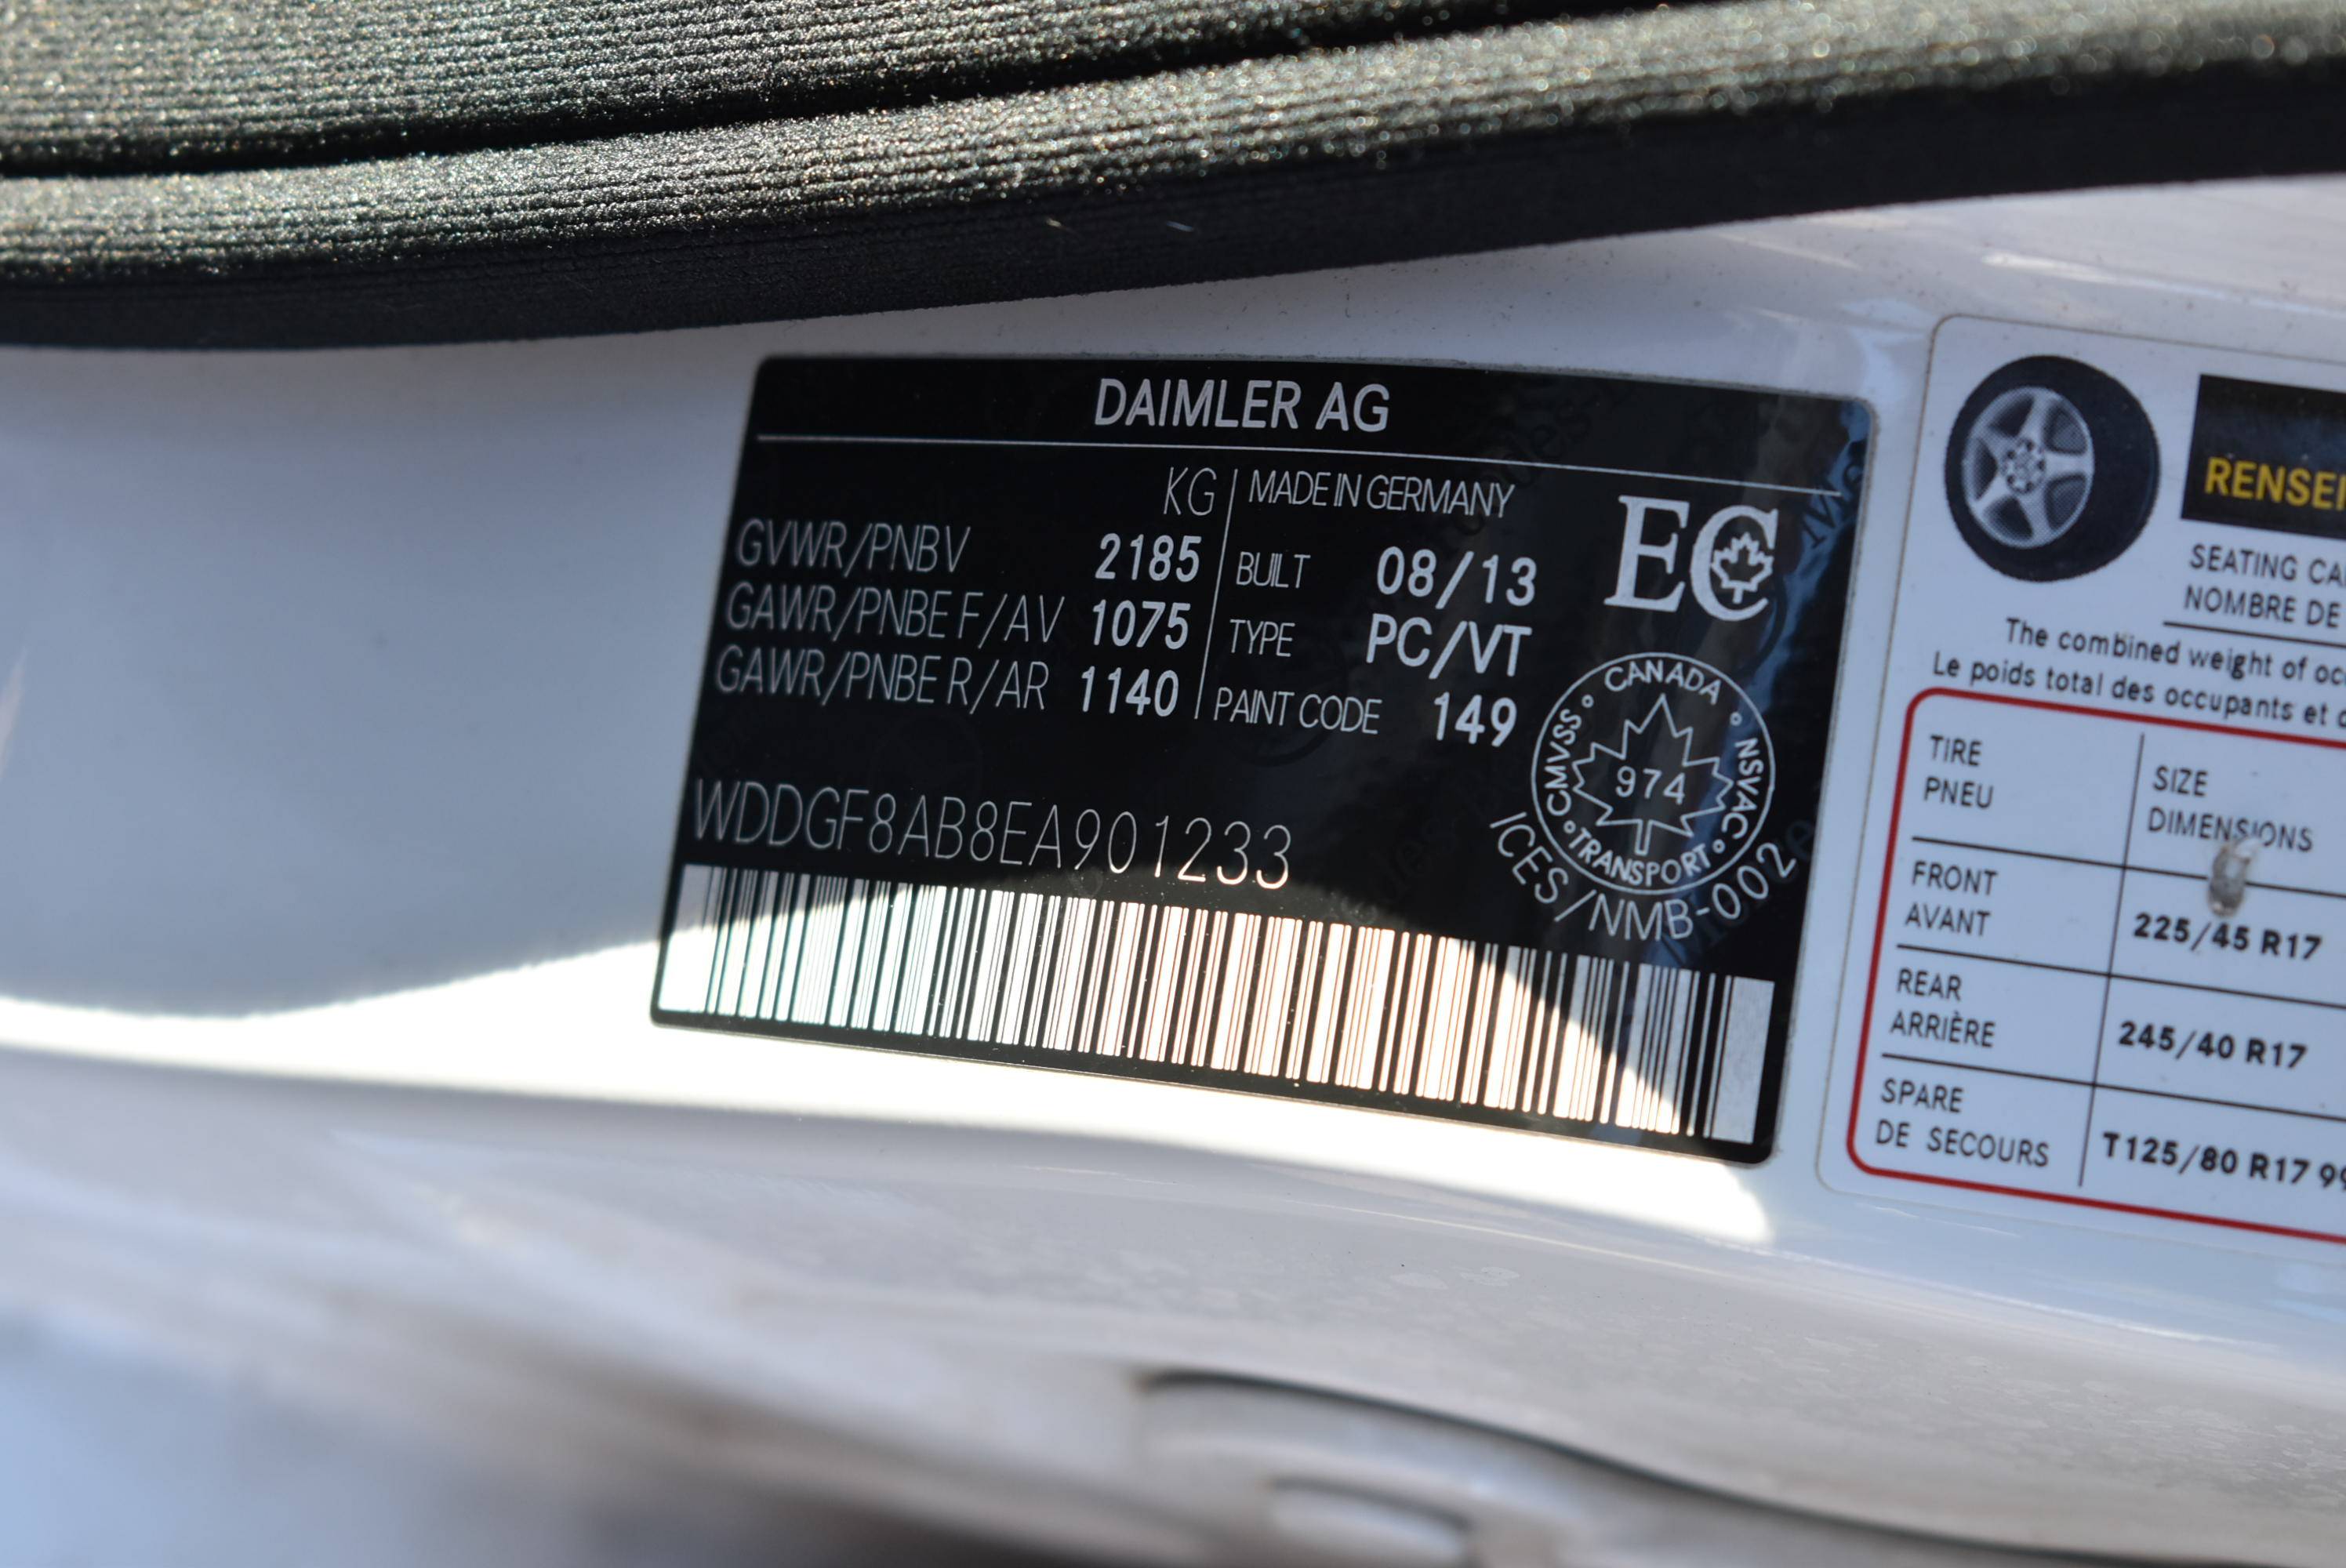 DAIMLER AG
KG
MADE IN GERMANY
GVWR/PNBV 2185
BUILT 08/13
GAWR/PNBE F/AV 1075
TYPE PC/VT
GAWR/PNBE R/AR 1140
PAINT CODE 149
EC
CANADA ° NSVAC ° TRANSPORT ° CMVSS °
974
ICES/NMB-002
WDDGF8AB8EA901233
RENSEI
SEATING CA
NOMBRE DE
The combined weight of occ
Le poids total des occupants et d
TIRE
PNEU
SIZE
DIMENSIONS
FRONT
AVANT
225/45 R17
REAR
ARRIÈRE
245/40 R17
SPARE
DE SECOURS
T125/80 R17 99